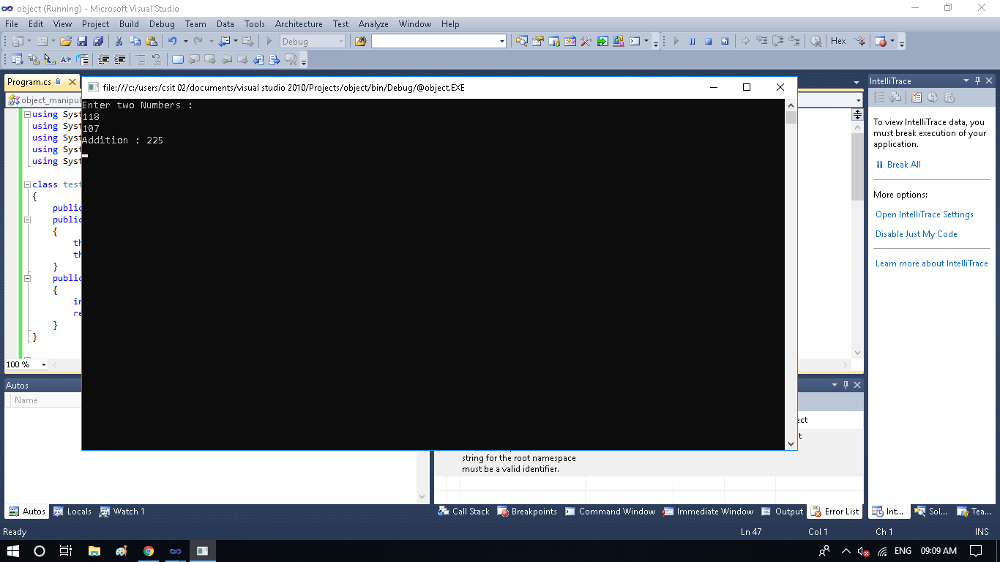 object (Running) - Microsoft Visual Studio
File Edit View Project Build Debug Team Data Tools Architecture Test Analyze Window Help
Debug
Hex
Program.cs
file:///c:/users/csit 02/documents/visual studio 2010/Projects/object/bin/Debug/@object.EXE
IntelliTrace
object_manipul
Enter two Numbers :
118
107
Addition : 225
using Syst
using Syst
using Syst
using Syst
using Syst
class test
{
public
public
{
th
th
}
public
{
in
re
}
}
100 %
To view IntelliTrace data, you
must break execution of your
application.
Break All
More options:
Open IntelliTrace Settings
Disable Just My Code
Learn more about IntelliTrace
Autos
Name
ect
t
string for the root namespace
must be a valid identifier.
Autos Locals Watch 1
Call Stack Breakpoints Command Window Immediate Window Output Error List
Int... Sol... Tea...
Ready Ln 47 Col 1 Ch 1 INS
ENG 09:09 AM